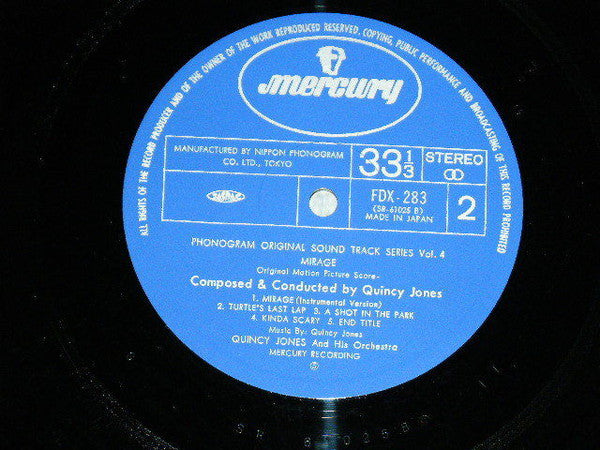 ALL RIGHTS OF THE RECORD PRODUCER AND OF THE OWNER OF THE WORK REPRODUCED RESERVED. COPYING, PUBLIC PERFORMANCE AND BROADCASTING OF THIS RECORD PROHIBITED
mercury
MANUFACTURED BY NIPPON PHONOGRAM
CO. LTD., TOKYO
33 1/3
STEREO
FDX-283
(SR-61025 B)
MADE IN JAPAN
2
PHONOGRAM ORIGINAL SOUND TRACK SERIES Vol. 4
MIRAGE
Original Motion Picture Score-
Composed & Conducted by Quincy Jones
1. MIRAGE (Instrumental Version)
2. TURTLE'S LAST LAP 3. A SHOT IN THE PARK
4. KINDA SCARY 5. END TITLE
Music By: Quincy Jones
QUINCY JONES And His Orchestra
MERCURY RECORDING